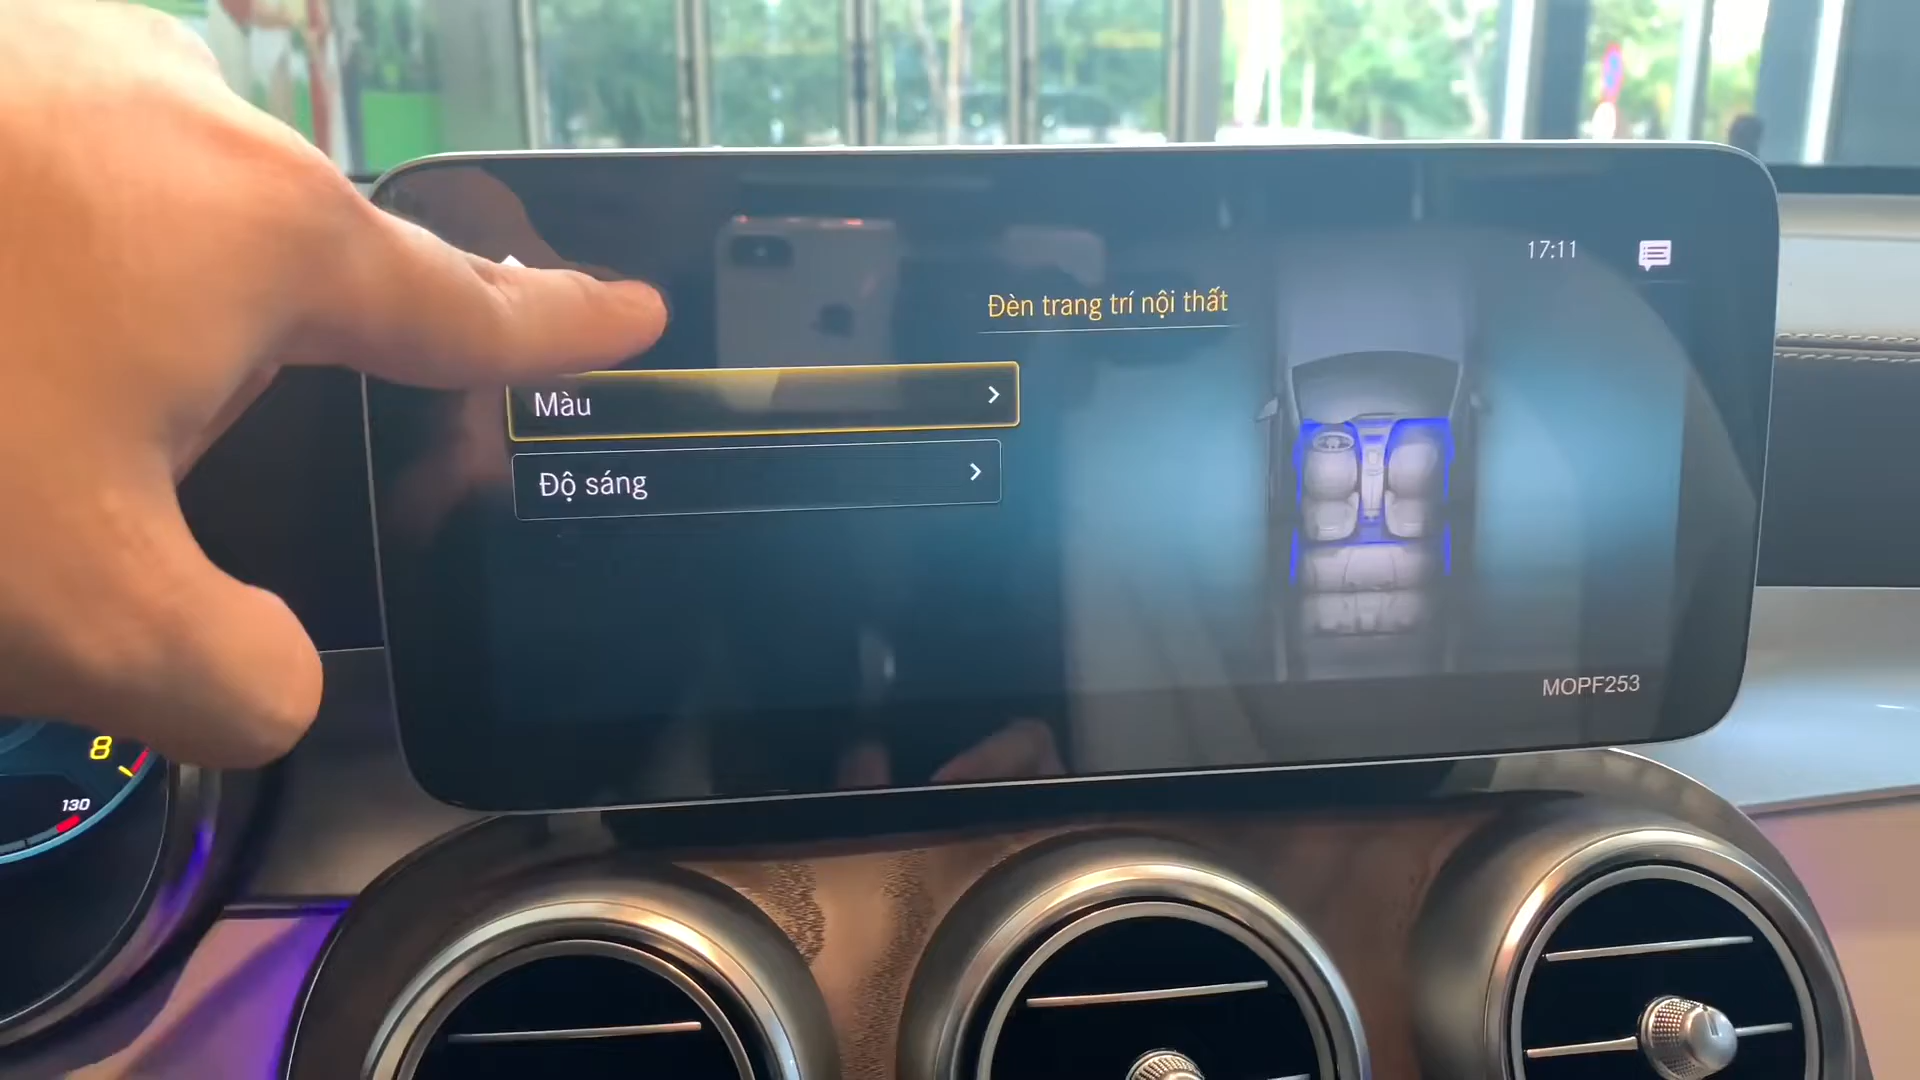 17:11
Đèn trang trí nội thất
Màu
Độ sáng
MOPF253
8
130